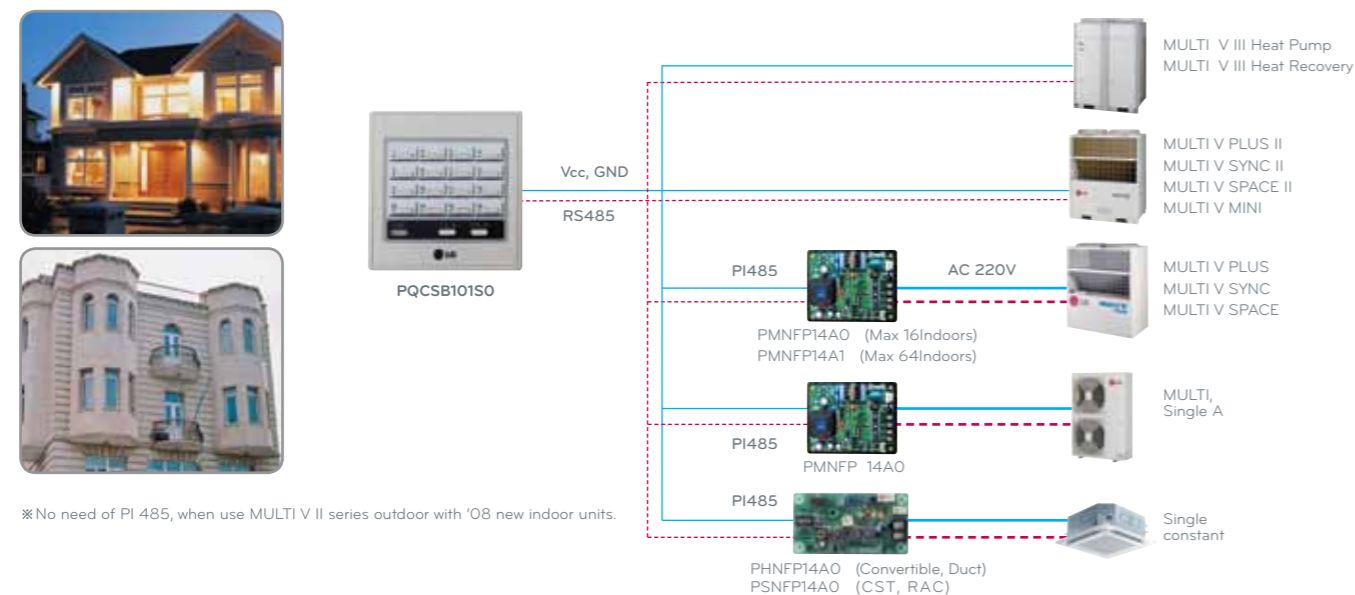 MULTI V III Heat Pump
MULTI V III Heat Recovery
MULTI V PLUS II
MULTI V SYNC II
MULTI V SPACE II
MULTI V MINI
Vcc, GND
RS485
PQCSB101S0
LG
PI485
AC 220V
MULTI V PLUS
MULTI V SYNC
MULTI V SPACE
PMNFP14A0 (Max 16Indoors)
PMNFP14A1 (Max 64Indoors)
MULTI,
Single A
PI485
PMNFP 14A0
PI485
Single
constant
PHNFP14A0 (Convertible, Duct)
PSNFP14A0 (CST, RAC)
※No need of PI 485, when use MULTI V II series outdoor with '08 new indoor units.